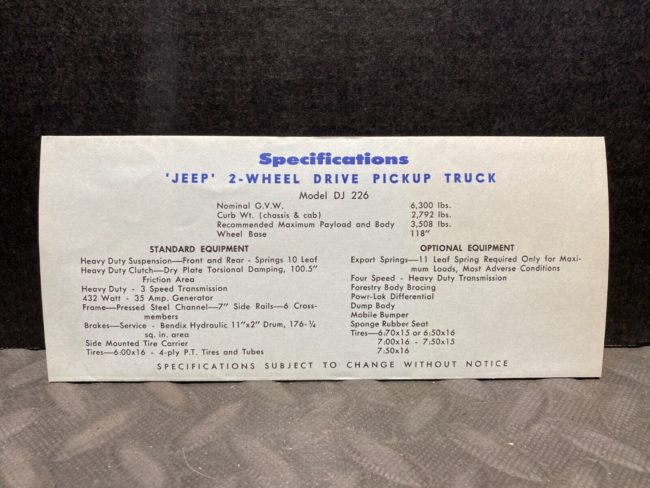 Specifications
'JEEP' 2-WHEEL DRIVE PICKUP TRUCK
Model DJ 226
Nominal G.V.W. 6,300 lbs.
Curb Wt. (chassis & cab) 2,792 lbs.
Recommended Maximum Payload and Body 3,508 lbs.
Wheel Base 118"
STANDARD EQUIPMENT
Heavy Duty Suspension—Front and Rear - Springs 10 Leaf
Heavy Duty Clutch—Dry Plate Torsional Damping, 100.5"
Friction Area
Heavy Duty - 3 Speed Transmission
432 Watt - 35 Amp. Generator
Frame—Pressed Steel Channel—7" Side Rails—6 Cross-
members
Brakes—Service - Bendix Hydraulic 11"x2" Drum, 176-¼
sq. in. area
Side Mounted Tire Carrier
Tires—6:00x16 - 4-ply P.T. Tires and Tubes
OPTIONAL EQUIPMENT
Export Springs—11 Leaf Spring Required Only for Maxi-
mum Loads, Most Adverse Conditions
Four Speed - Heavy Duty Transmission
Forestry Body Bracing
Powr-Lok Differential
Dump Body
Mobile Bumper
Sponge Rubber Seat
Tires—6:70x15 or 6:50x16
7:00x16 - 7:50x15
7:50x16
SPECIFICATIONS SUBJECT TO CHANGE WITHOUT NOTICE